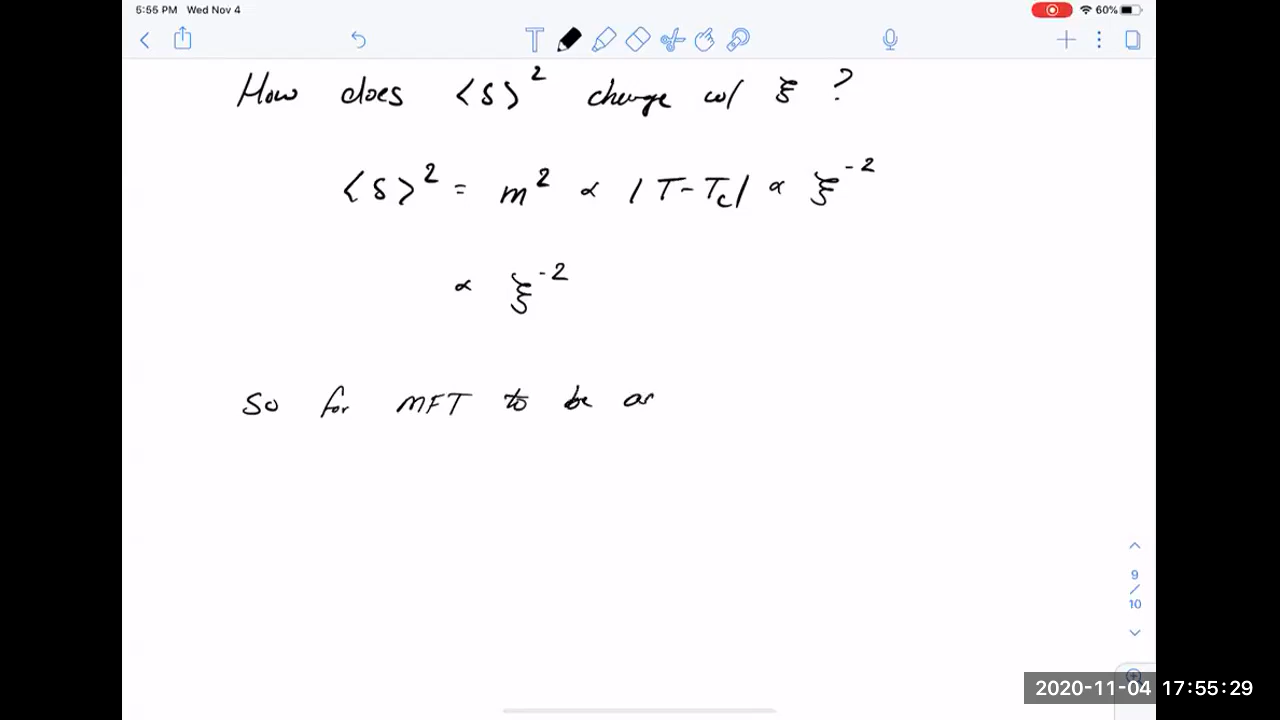 5:55 PM Wed Nov 4
60%
T
How does ⟨S⟩² change w/ ξ ?
⟨S⟩² = m² ∝ |T-Tc| ∝ ξ⁻²
∝ ξ⁻²
So for MFT to be
9
/
10
2020-11-04 17:55:29